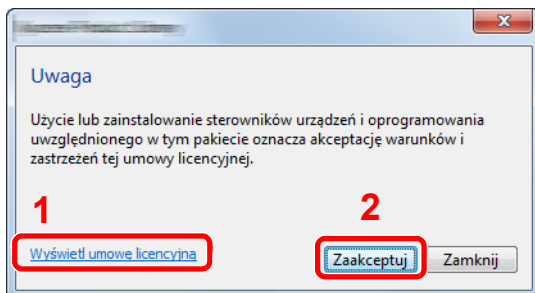 Uwaga
Użycie lub zainstalowanie sterowników urządzeń i oprogramowania
uwzględnionego w tym pakiecie oznacza akceptację warunków i
zastrzeżeń tej umowy licencyjnej.
1
2
Wyświetl umowę licencyjną
Zaakceptuj Zamknij